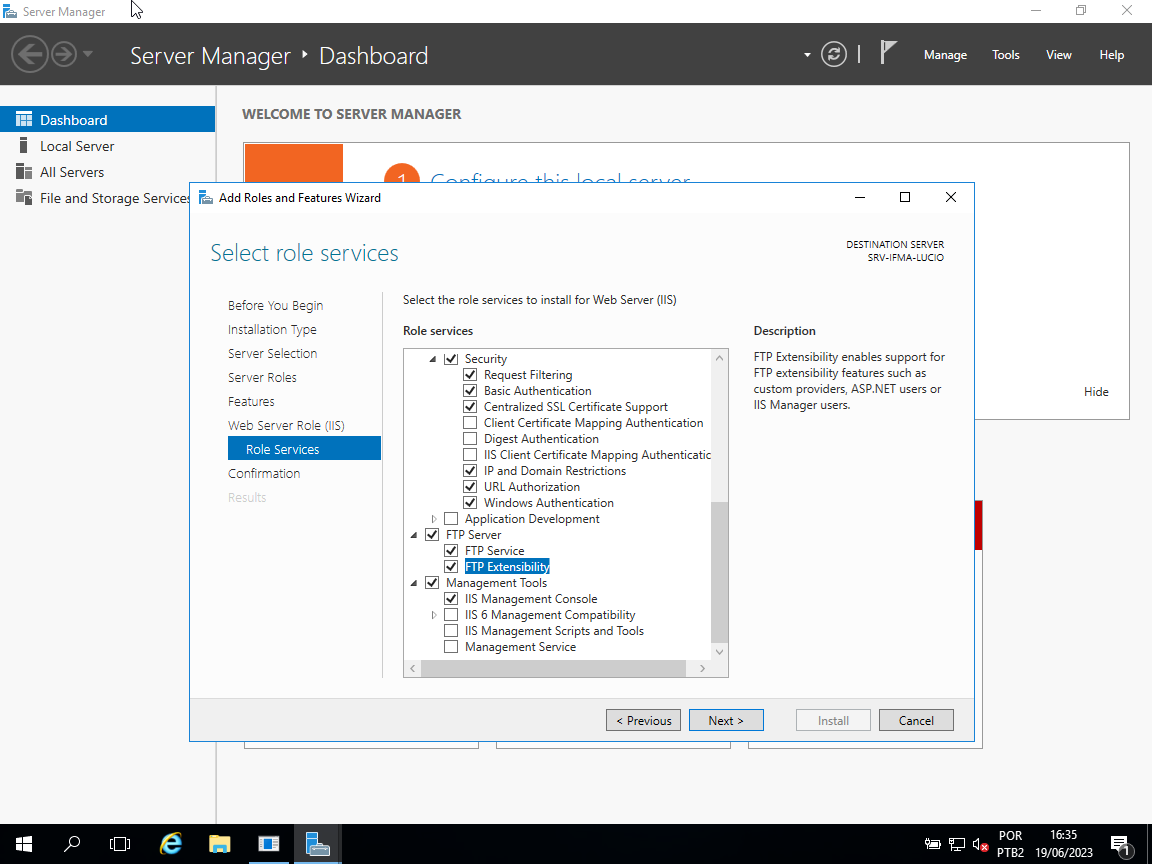 Server Manager
Server Manager Dashboard
Manage Tools View Help
Dashboard
Local Server
All Servers
File and Storage Services
WELCOME TO SERVER MANAGER
1 Configure this local server
Hide
Add Roles and Features Wizard
Select role services
DESTINATION SERVER
SRV-IFMA-LUCIO
Before You Begin
Installation Type
Server Selection
Server Roles
Features
Web Server Role (IIS)
Role Services
Confirmation
Results
Select the role services to install for Web Server (IIS)
Role services
Security
Request Filtering
Basic Authentication
Centralized SSL Certificate Support
Client Certificate Mapping Authentication
Digest Authentication
IIS Client Certificate Mapping Authenticatic
IP and Domain Restrictions
URL Authorization
Windows Authentication
Application Development
FTP Server
FTP Service
FTP Extensibility
Management Tools
IIS Management Console
IIS 6 Management Compatibility
IIS Management Scripts and Tools
Management Service
Description
FTP Extensibility enables support for
FTP extensibility features such as
custom providers, ASP.NET users or
IIS Manager users.
< Previous Next > Install Cancel
POR
PTB2
16:35
19/06/2023
1